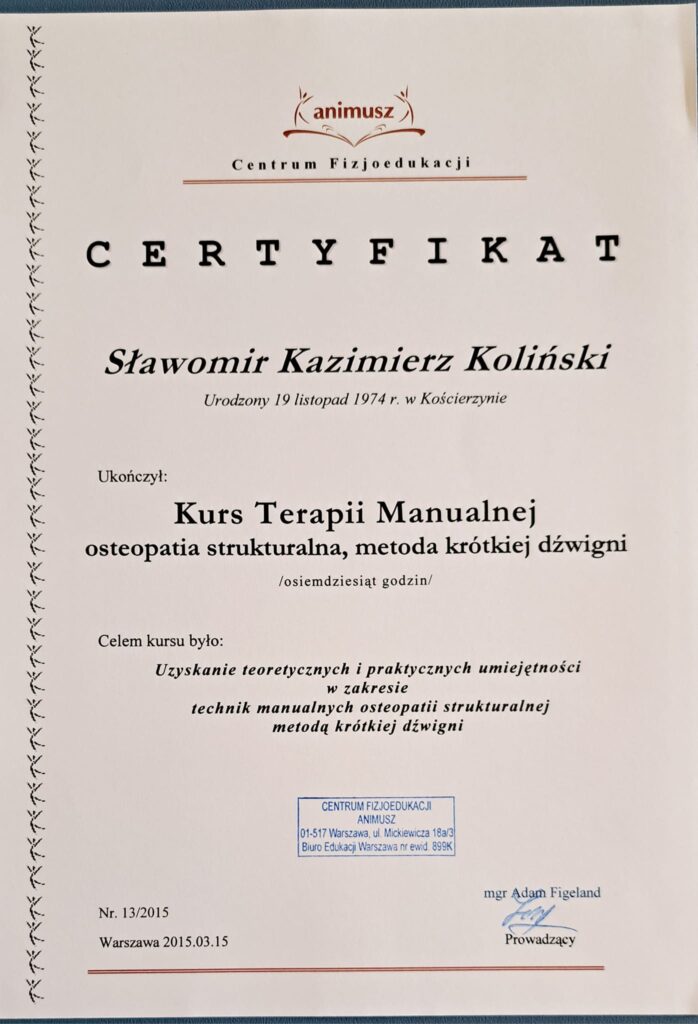 animusz
Centrum Fizjoedukacji
CERTYFIKAT
Sławomir Kazimierz Koliński
Urodzony 19 listopad 1974 r. w Kościerzynie
Ukończył:
Kurs Terapii Manualnej
osteopatia strukturalna, metoda krótkiej dźwigni
/osiemdziesiąt godzin/
Celem kursu było:
Uzyskanie teoretycznych i praktycznych umiejętności
w zakresie
technik manualnych osteopatii strukturalnej
metodą krótkiej dźwigni
CENTRUM FIZJOEDUKACJI
ANIMUSZ
01-517 Warszawa, ul. Mickiewicza 18a/3
Biuro Edukacji Warszawa nr ewid. 899K
mgr Adam Figeland
Nr. 13/2015
Warszawa 2015.03.15
Prowadzący